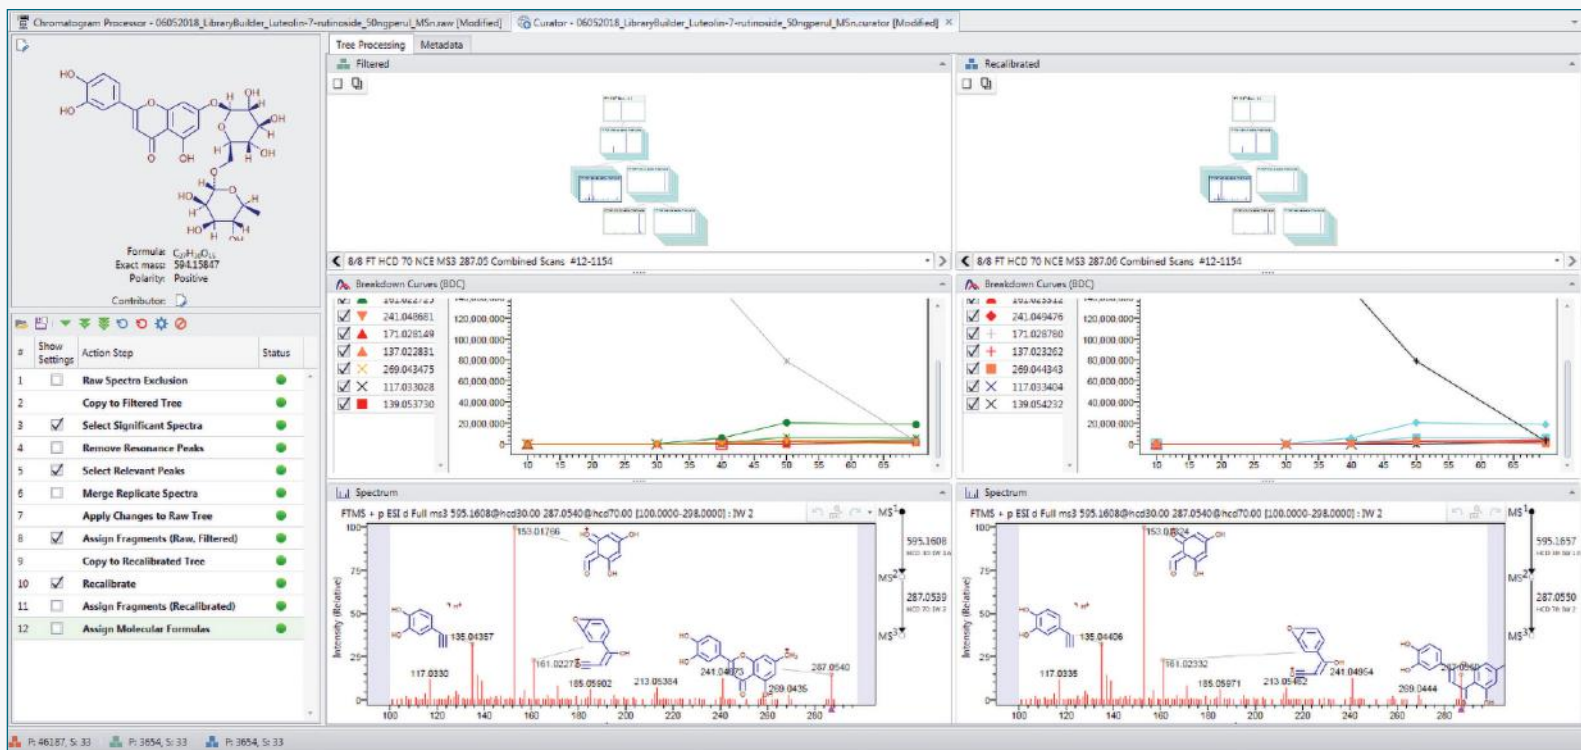 Chromatogram Processor - 06052018_LibraryBuilder_Luteolin-7-rutinoside_50ngperul_MSn.raw [Modified]
Curator - 06052018_LibraryBuilder_Luteolin-7-rutinoside_50ngperul_MSn.curator [Modified]
Formula: C27H30O15
Exact mass: 594.15847
Polarity: Positive
Contributor:
# Show Settings Action Step Status
1 Raw Spectra Exclusion
2 Copy to Filtered Tree
3 Select Significant Spectra
4 Remove Resonance Peaks
5 Select Relevant Peaks
6 Merge Replicate Spectra
7 Apply Changes to Raw Tree
8 Assign Fragments (Raw, Filtered)
9 Copy to Recalibrated Tree
10 Recalibrate
11 Assign Fragments (Recalibrated)
12 Assign Molecular Formulas
Tree Processing Metadata
Filtered
8/8 FT HCD 70 NCE MS3 287.05 Combined Scans #12-1154
Breakdown Curves (BDC)
241.048681
171.028149
137.022831
269.043475
117.033028
139.053730
120,000,000
100,000,000
80,000,000
60,000,000
40,000,000
20,000,000
0
10 15 20 25 30 35 40 45 50 55 60 65
Spectrum
FTMS + p ESI d Full ms3 595.1608@hcd30.00 287.0540@hcd70.00 [100.0000-298.0000] : IW 2
Intensity (Relative)
100
75
50
25
0
153.01766
135.04357
117.0330
161.0227
185.05902
213.05384
241.04873
269.0435
287.0540
100 120 140 160 180 200 220 240 260 280
MS1
595.1608
MS2
287.0539
MS3
Recalibrated
8/8 FT HCD 70 NCE MS3 287.06 Combined Scans #12-1154
Breakdown Curves (BDC)
241.049476
171.028780
137.023262
269.044343
117.033404
139.054232
120,000,000
100,000,000
80,000,000
60,000,000
40,000,000
20,000,000
0
10 15 20 25 30 35 40 45 50 55 60 65
Spectrum
FTMS + p ESI d Full ms3 595.1608@hcd30.00 287.0540@hcd70.00 [100.0000-298.0000] : IW 2
Intensity (Relative)
100
75
50
25
0
135.04406
117.0335
161.02332
185.05971
213.05462
241.04954
269.0444
100 120 140 160 180 200 220 240 260 280
MS1
595.1657
MS2
287.0550
MS3
P: 46187, S: 33 P: 3654, S: 33 P: 3654, S: 33